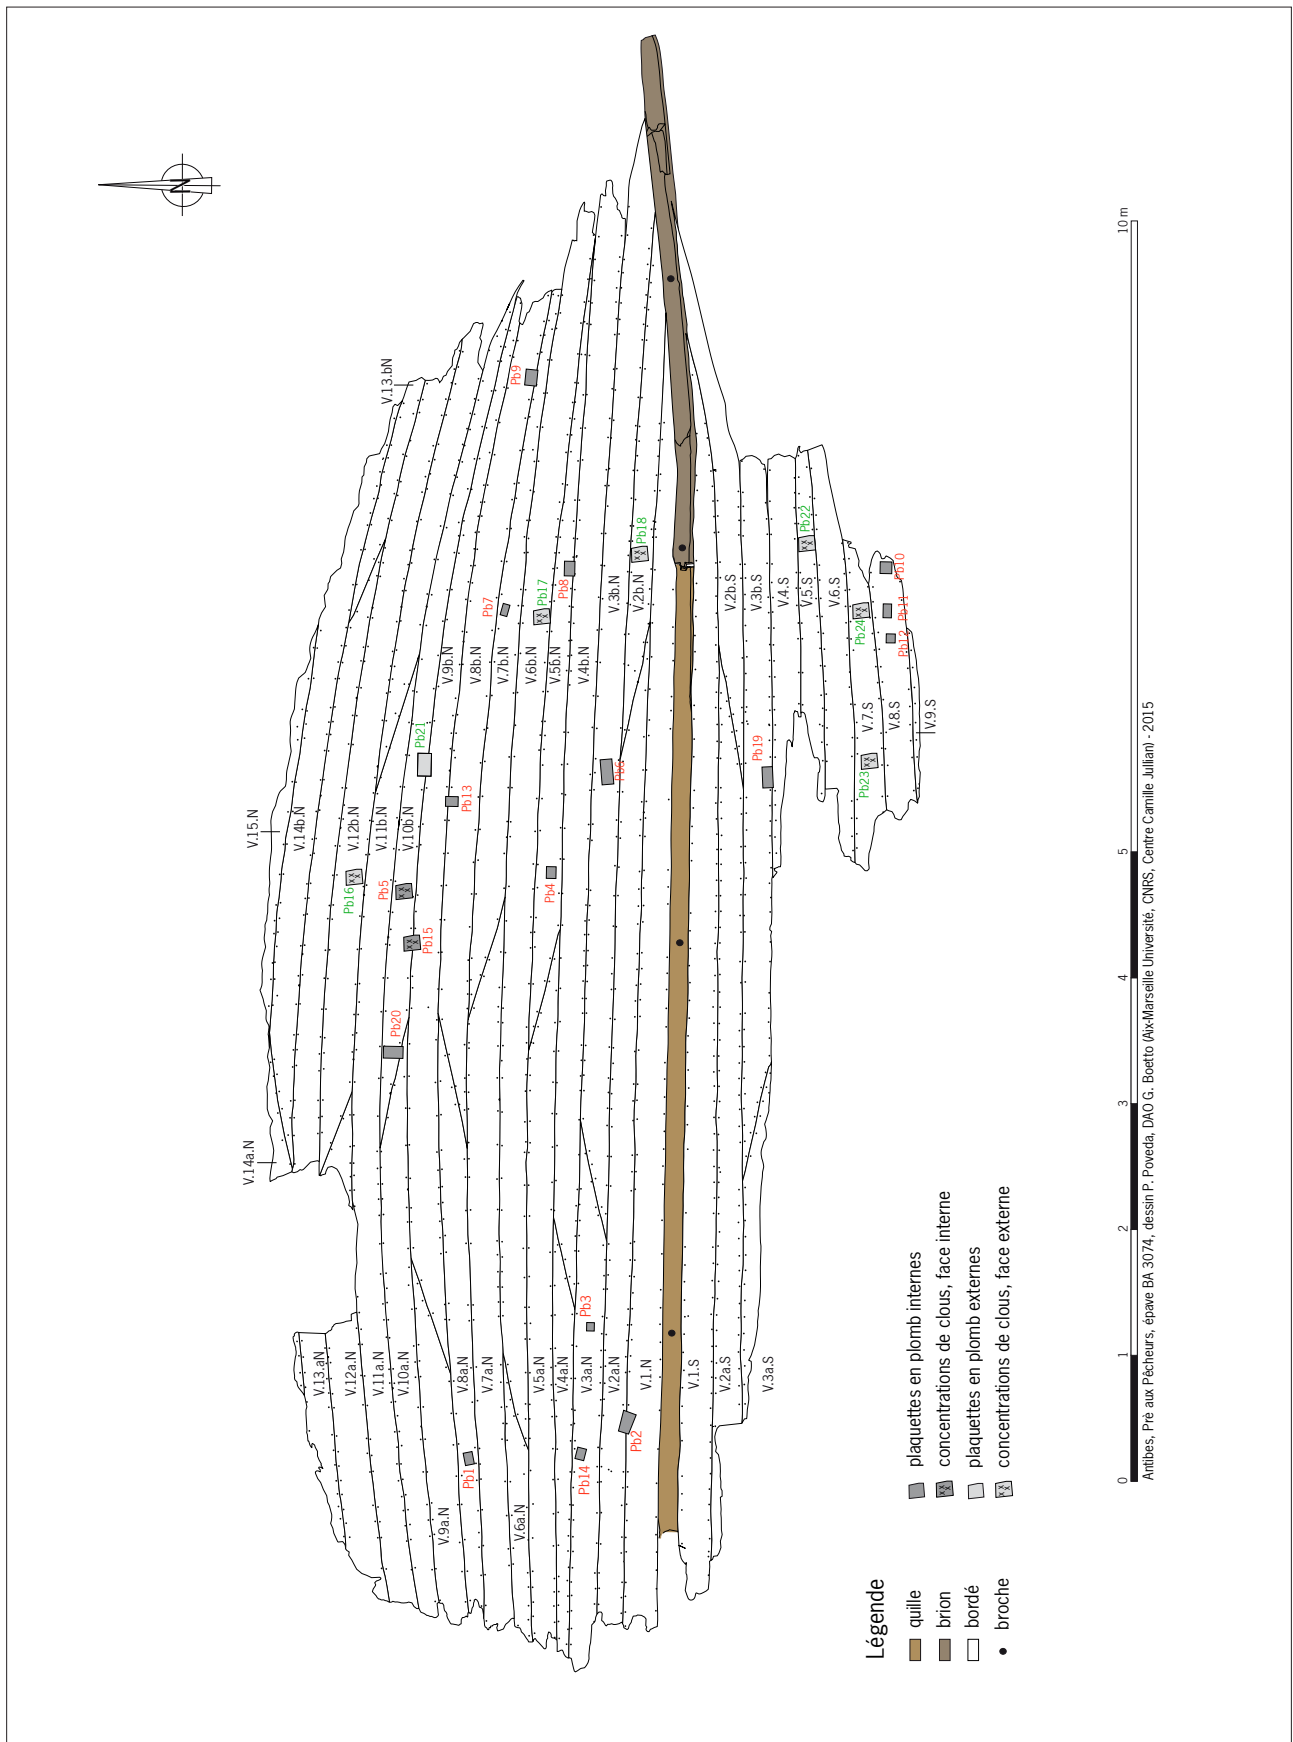 N
V.15.N
V.14a.N
V.14b.N
V.13.bN
V.13.aN
V.12b.N
V.12a.N
V.11b.N
V.11a.N
V.10b.N
V.10a.N
V.9b.N
V.9a.N
V.8b.N
V.8a.N
V.7b.N
V.7a.N
V.6b.N
V.6a.N
V.5b.N
V.5a.N
V.4b.N
V.4a.N
V.3b.N
V.3a.N
V.2b.N
V.2a.N
V.1.N
V.1.S
V.2b.S
V.2a.S
V.3b.S
V.3a.S
V.4.S
V.5.S
V.6.S
V.7.S
V.8.S
V.9.S
Pb1
Pb2
Pb3
Pb4
Pb5
Pb6
Pb7
Pb8
Pb9
Pb10
Pb11
Pb12
Pb13
Pb14
Pb15
Pb16
Pb17
Pb18
Pb19
Pb20
Pb21
Pb22
Pb23
Pb24
Légende
quille
brion
bordé
broche
plaquettes en plomb internes
concentrations de clous, face interne
plaquettes en plomb externes
concentrations de clous, face externe
0 1 2 3 4 5 10 m
Antibes, Prè aux Pêcheurs, épave BA 3074, dessin P. Poveda, DAO G. Boetto (Aix-Marseille Université, CNRS, Centre Camille Jullian) - 2015